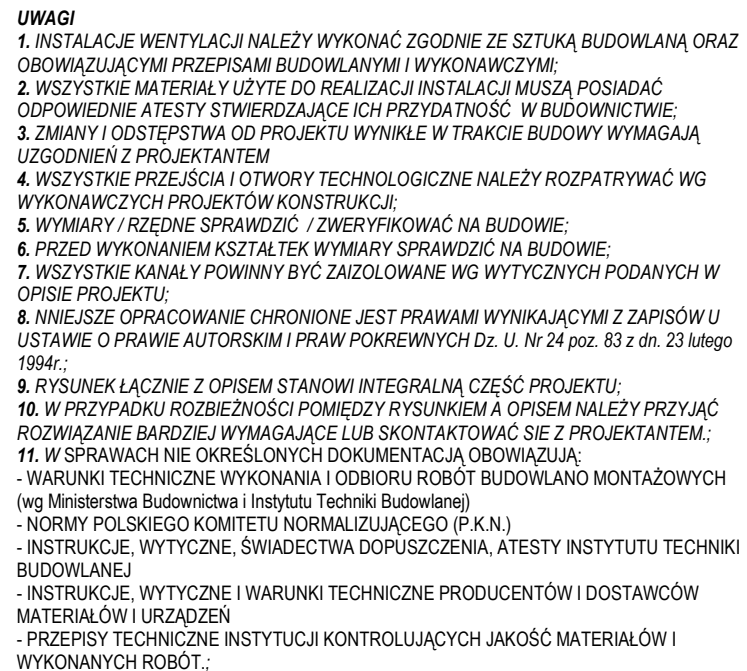 UWAGI
1. INSTALACJE WENTYLACJI NALEŻY WYKONAĆ ZGODNIE ZE SZTUKĄ BUDOWLANĄ ORAZ
OBOWIĄZUJĄCYMI PRZEPISAMI BUDOWLANYMI I WYKONAWCZYMI;
2. WSZYSTKIE MATERIAŁY UŻYTE DO REALIZACJI INSTALACJI MUSZĄ POSIADAĆ
ODPOWIEDNIE ATESTY STWIERDZAJĄCE ICH PRZYDATNOŚĆ W BUDOWNICTWIE;
3. ZMIANY I ODSTĘPSTWA OD PROJEKTU WYNIKŁE W TRAKCIE BUDOWY WYMAGAJĄ
UZGODNIEŃ Z PROJEKTANTEM
4. WSZYSTKIE PRZEJŚCIA I OTWORY TECHNOLOGICZNE NALEŻY ROZPATRYWAĆ WG
WYKONAWCZYCH PROJEKTÓW KONSTRUKCJI;
5. WYMIARY / RZĘDNE SPRAWDZIĆ / ZWERYFIKOWAĆ NA BUDOWIE;
6. PRZED WYKONANIEM KSZTAŁTEK WYMIARY SPRAWDZIĆ NA BUDOWIE;
7. WSZYSTKIE KANAŁY POWINNY BYĆ ZAIZOLOWANE WG WYTYCZNYCH PODANYCH W
OPISIE PROJEKTU;
8. NNIEJSZE OPRACOWANIE CHRONIONE JEST PRAWAMI WYNIKAJĄCYMI Z ZAPISÓW U
USTAWIE O PRAWIE AUTORSKIM I PRAW POKREWNYCH Dz. U. Nr 24 poz. 83 z dn. 23 lutego
1994r.;
9. RYSUNEK ŁĄCZNIE Z OPISEM STANOWI INTEGRALNĄ CZĘŚĆ PROJEKTU;
10. W PRZYPADKU ROZBIEŻNOŚCI POMIĘDZY RYSUNKIEM A OPISEM NALEŻY PRZYJĄĆ
ROZWIĄZANIE BARDZIEJ WYMAGAJĄCE LUB SKONTAKTOWAĆ SIE Z PROJEKTANTEM.;
11. W SPRAWACH NIE OKREŚLONYCH DOKUMENTACJĄ OBOWIĄZUJĄ:
- WARUNKI TECHNICZNE WYKONANIA I ODBIORU ROBÓT BUDOWLANO MONTAŻOWYCH
(wg Ministerstwa Budownictwa i Instytutu Techniki Budowlanej)
- NORMY POLSKIEGO KOMITETU NORMALIZUJĄCEGO (P.K.N.)
- INSTRUKCJE, WYTYCZNE, ŚWIADECTWA DOPUSZCZENIA, ATESTY INSTYTUTU TECHNIKI
BUDOWLANEJ
- INSTRUKCJE, WYTYCZNE I WARUNKI TECHNICZNE PRODUCENTÓW I DOSTAWCÓW
MATERIAŁÓW I URZĄDZEŃ
- PRZEPISY TECHNICZNE INSTYTUCJI KONTROLUJĄCYCH JAKOŚĆ MATERIAŁÓW I
WYKONANYCH ROBÓT.;